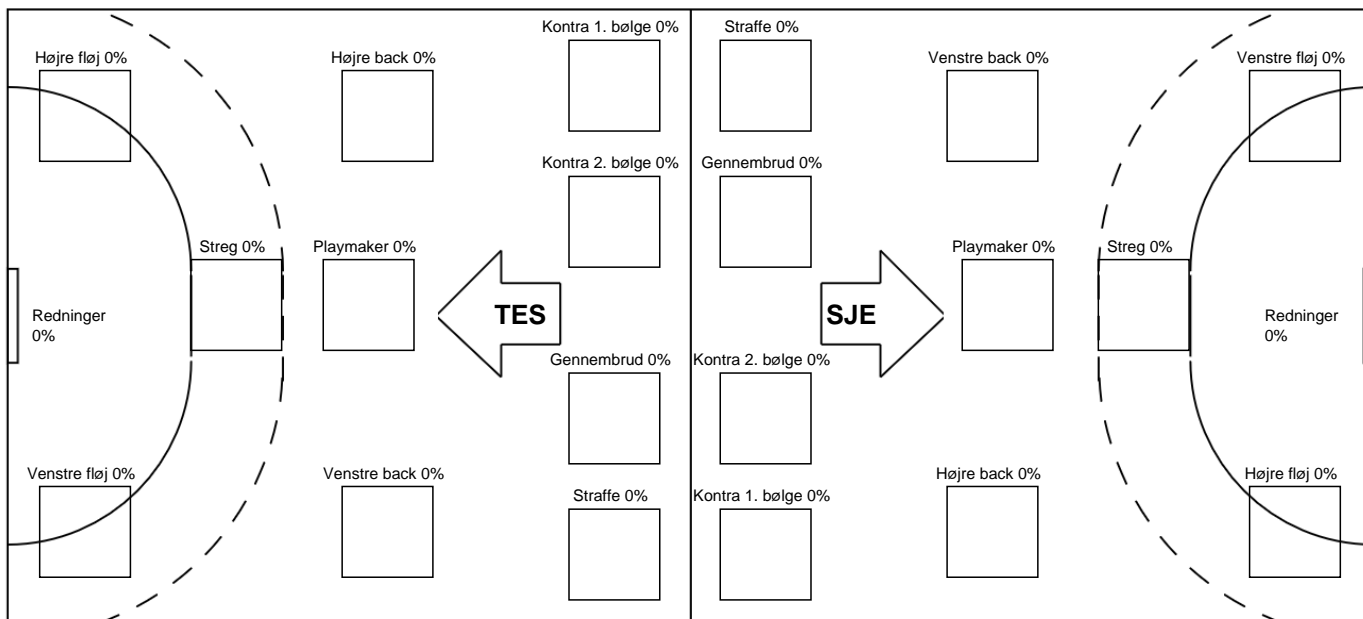 Kontra 1. bølge 0%
Straffe 0%
Højre fløj 0%
Højre back 0%
Venstre back 0%
Venstre fløj 0%
Kontra 2. bølge 0%
Gennembrud 0%
Streg 0%
Playmaker 0%
Playmaker 0%
Streg 0%
Redninger
0%
TES
SJE
Redninger
0%
Gennembrud 0%
Kontra 2. bølge 0%
Venstre fløj 0%
Venstre back 0%
Højre back 0%
Højre fløj 0%
Straffe 0%
Kontra 1. bølge 0%